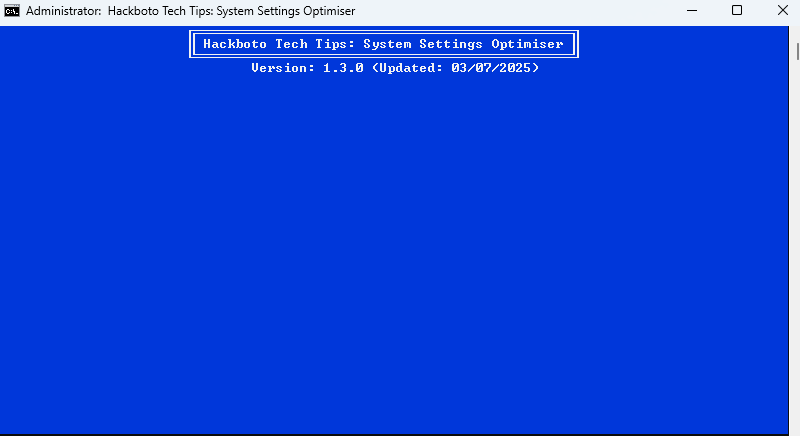 Administrator:  Hackboto Tech Tips: System Settings Optimiser
Hackboto Tech Tips: System Settings Optimiser
Version: 1.3.0 (Updated: 03/07/2025)